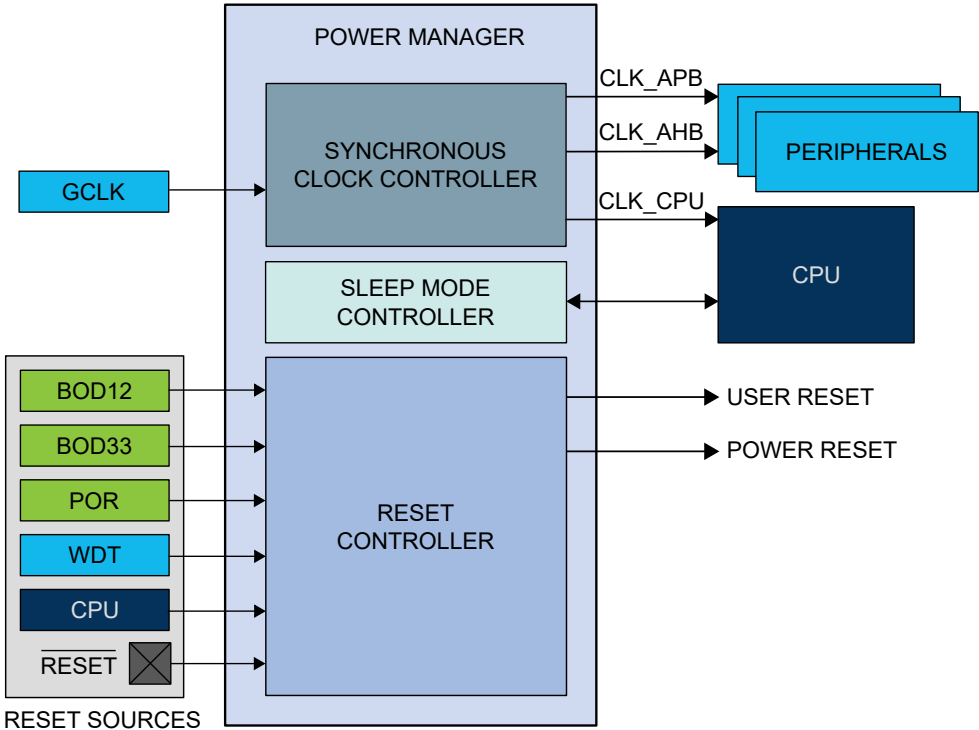 POWER MANAGER
CLK_APB
SYNCHRONOUS
CLOCK CONTROLLER
CLK_AHB
PERIPHERALS
GCLK
CLK_CPU
CPU
SLEEP MODE
CONTROLLER
BOD12
BOD33
POR
WDT
CPU
RESET
RESET SOURCES
RESET
CONTROLLER
USER RESET
POWER RESET